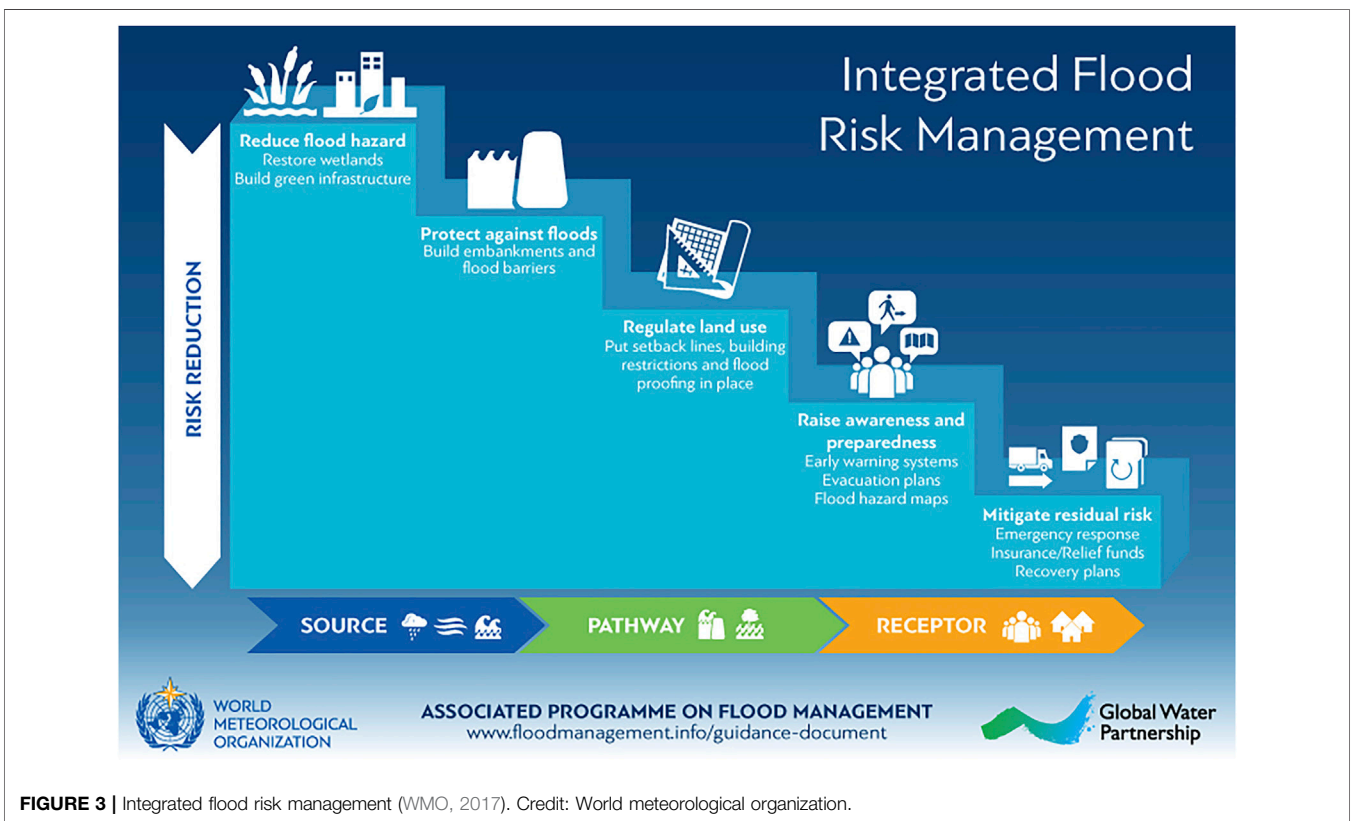 Integrated Flood
Risk Management
RISK REDUCTION
Reduce flood hazard
Restore wetlands
Build green infrastructure
Protect against floods
Build embankments and
flood barriers
Regulate land use
Put setback lines, building
restrictions and flood
proofing in place
Raise awareness and
preparedness
Early warning systems
Evacuation plans
Flood hazard maps
Mitigate residual risk
Emergency response
Insurance/Relief funds
Recovery plans
SOURCE
PATHWAY
RECEPTOR
WORLD
METEOROLOGICAL
ORGANIZATION
ASSOCIATED PROGRAMME ON FLOOD MANAGEMENT
www.floodmanagement.info/guidance-document
Global Water
Partnership
FIGURE 3 | Integrated flood risk management (WMO, 2017). Credit: World meteorological organization.